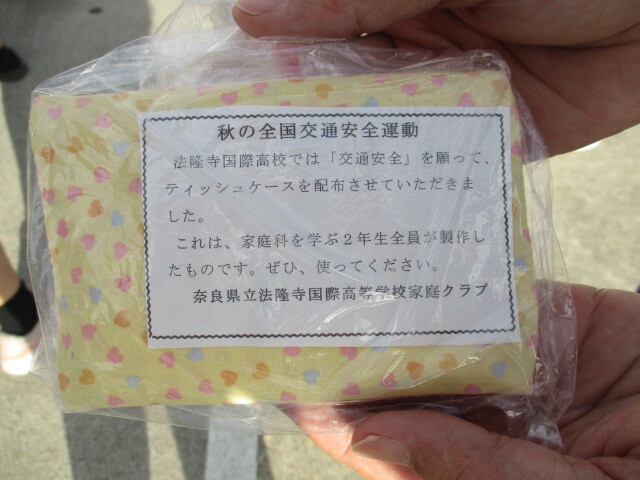 秋の全国交通安全運動
法隆寺国際高校では「交通安全」を願って、
ティッシュケースを配布させていただきま
した。
これは、家庭科を学ぶ2年生全員が製作し
たものです。ぜひ、使ってください。
奈良県立法隆寺国際高等学校家庭クラブ